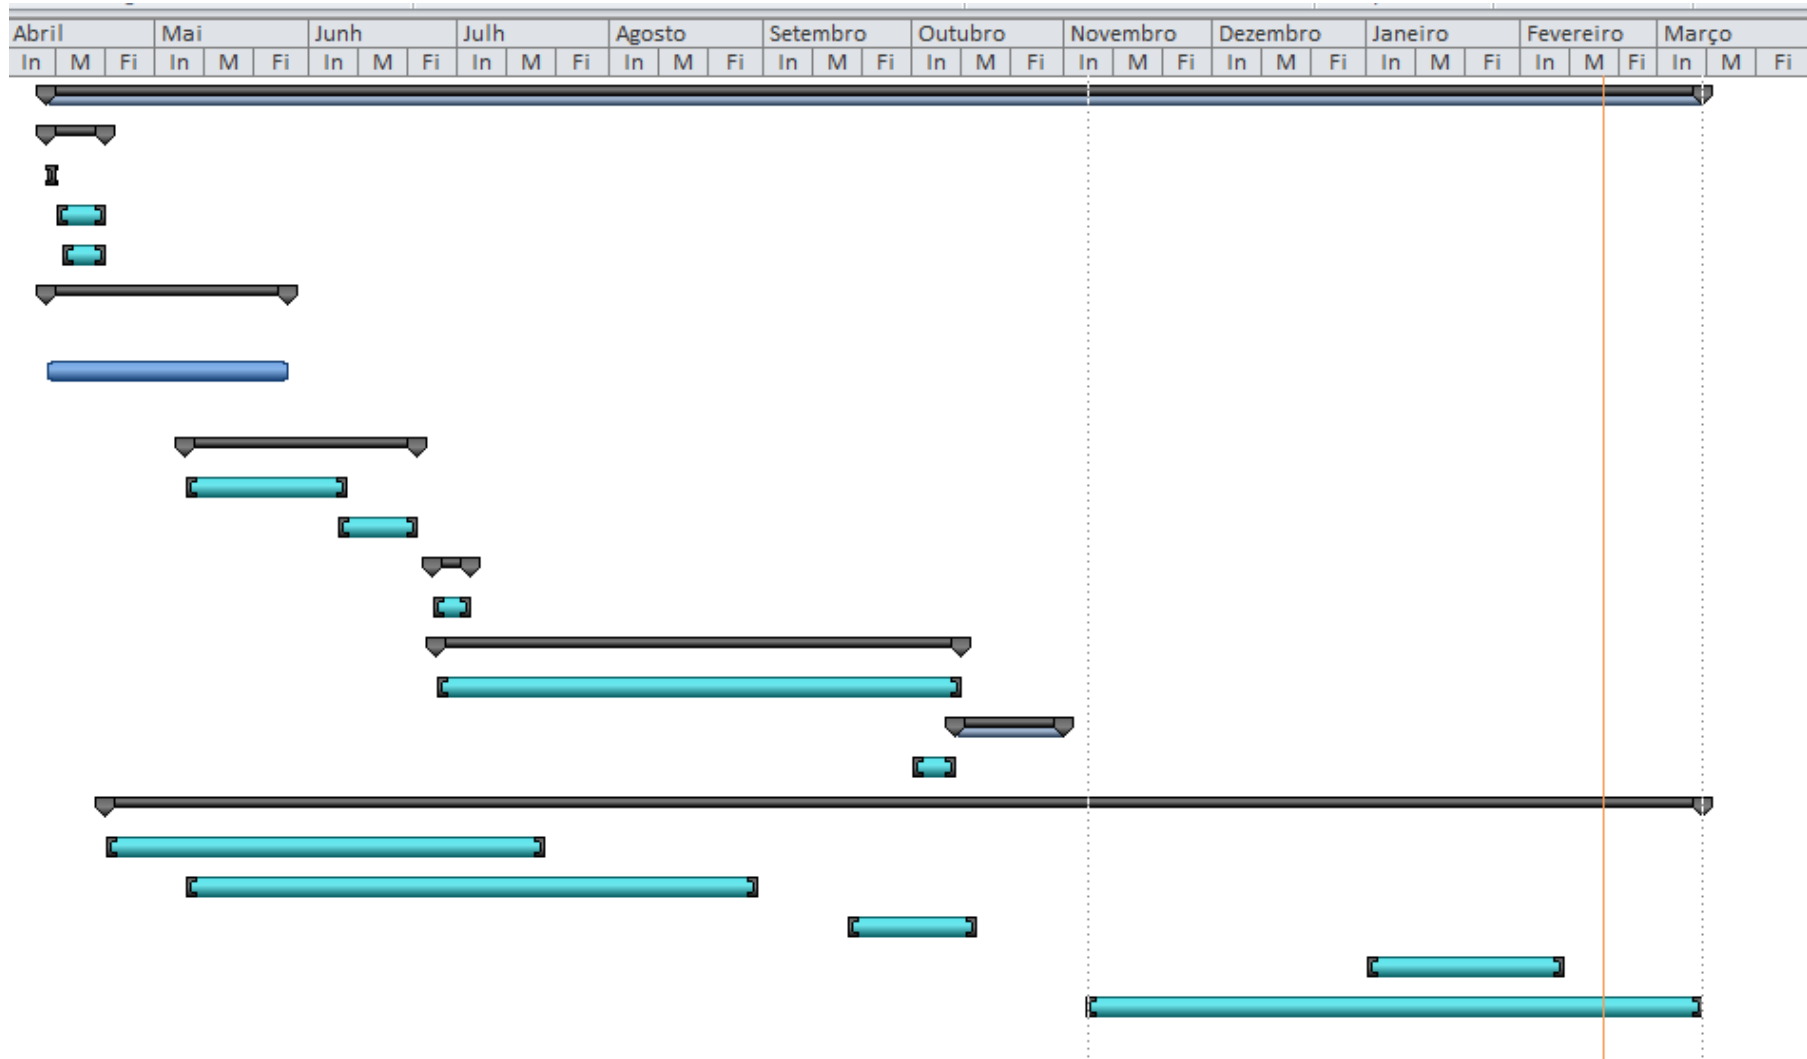 Abril Mai Junh Julh Agosto Setembro Outubro Novembro Dezembro Janeiro Fevereiro Março
In M Fi In M Fi In M Fi In M Fi In M Fi In M Fi In M Fi In M Fi In M Fi In M Fi In M Fi In M Fi